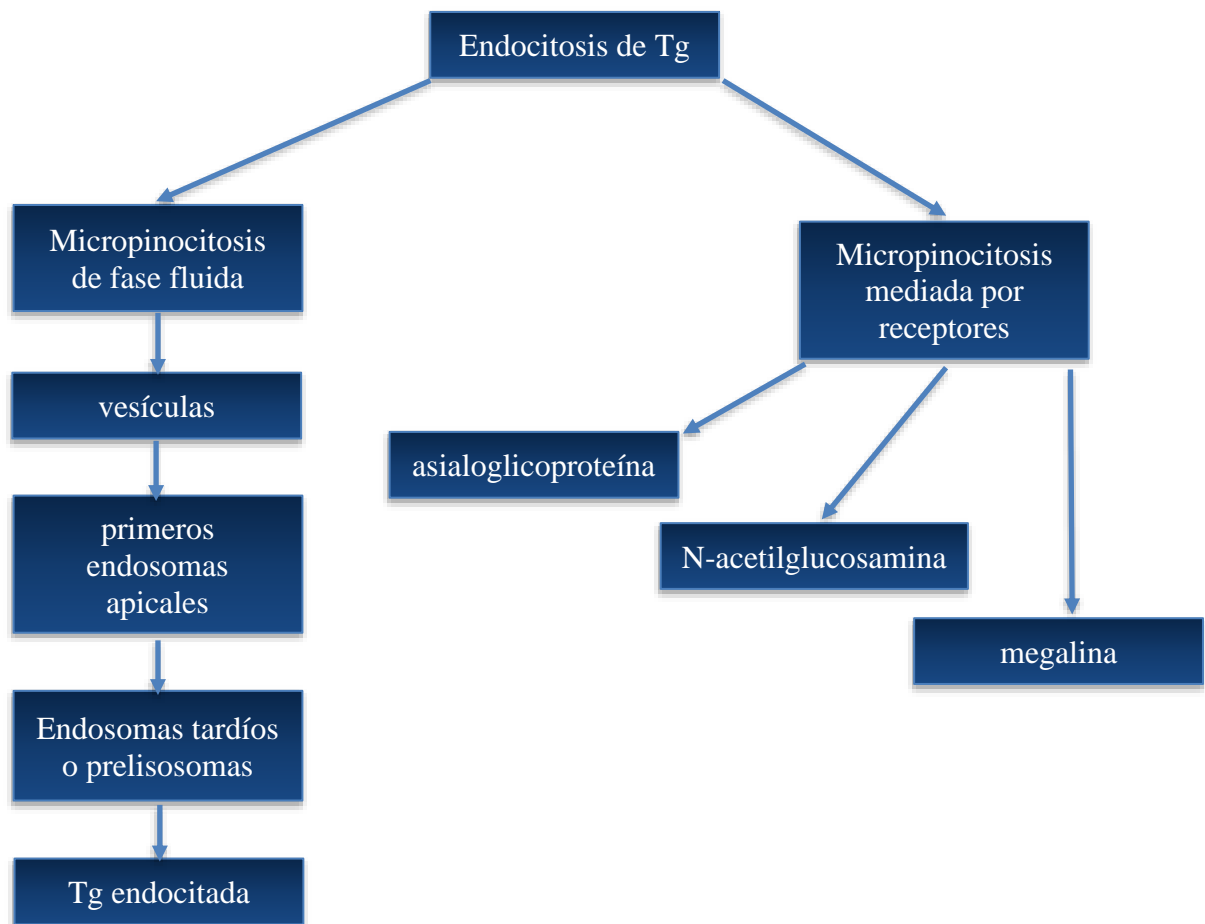 Endocitosis de Tg
Micropinocitosis
de fase fluida
vesículas
primeros
endosomas
apicales
Endosomas tardíos
o prelisosomas
Tg endocitada
Micropinocitosis
mediada por
receptores
asialoglicoproteína
N-acetilglucosamina
megalina